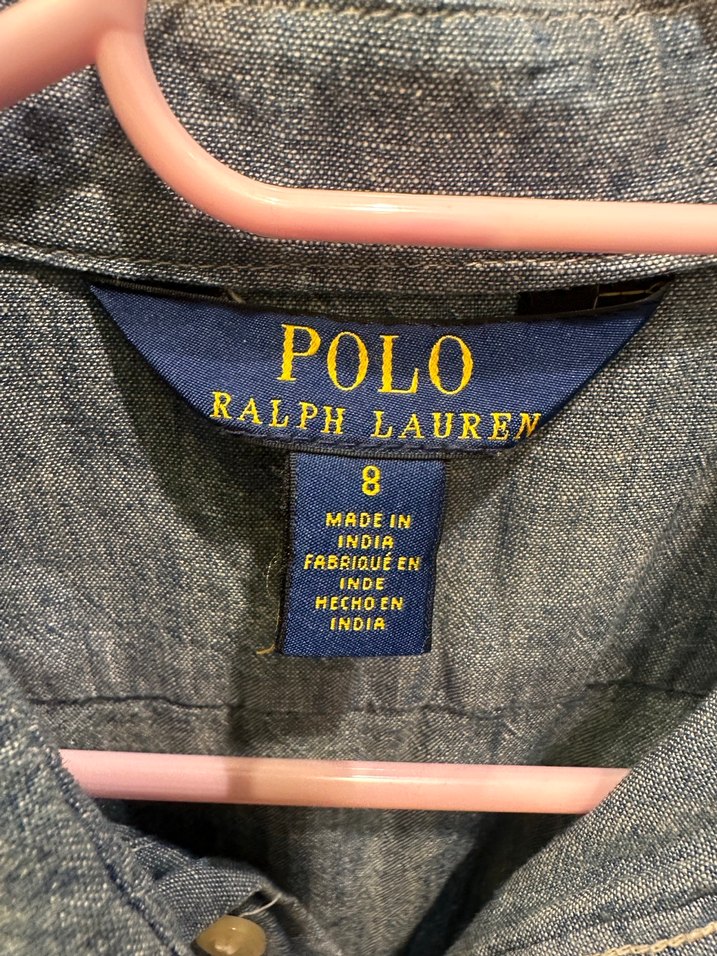 POLO
RALPH LAUREN
8
MADE IN
INDIA
FABRIQUÉ EN
INDE
HECHO EN
INDIA